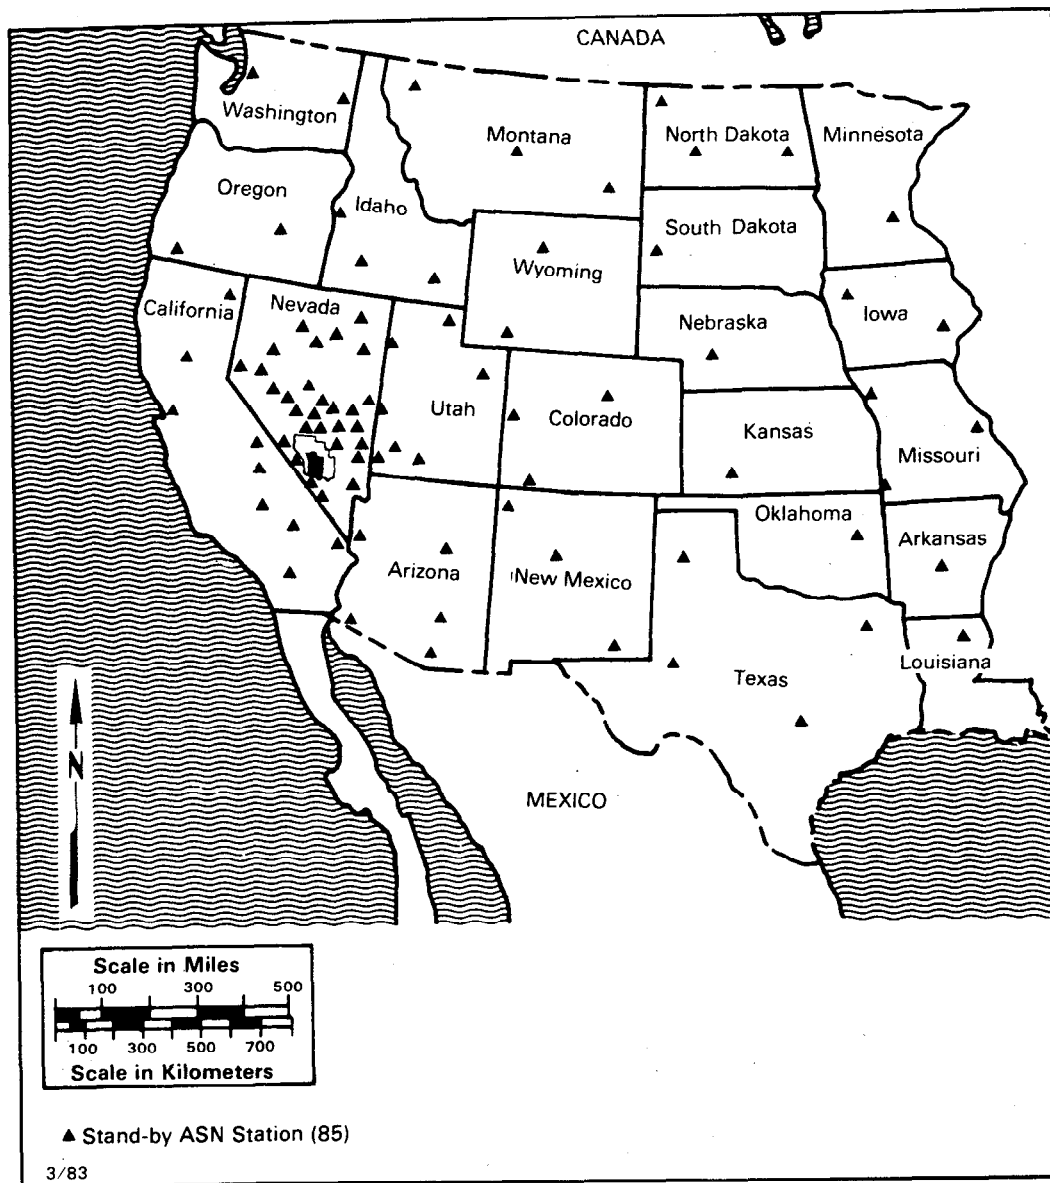 CANADA
Washington
Montana
North Dakota
Minnesota
Oregon
Idaho
South Dakota
Wyoming
California
Nevada
Nebraska
Iowa
Utah
Colorado
Kansas
Missouri
Oklahoma
Arkansas
Arizona
New Mexico
Louisiana
Texas
N
MEXICO
Scale in Miles
100 300 500
100 300 500 700
Scale in Kilometers
▲ Stand-by ASN Station (85)
3/83